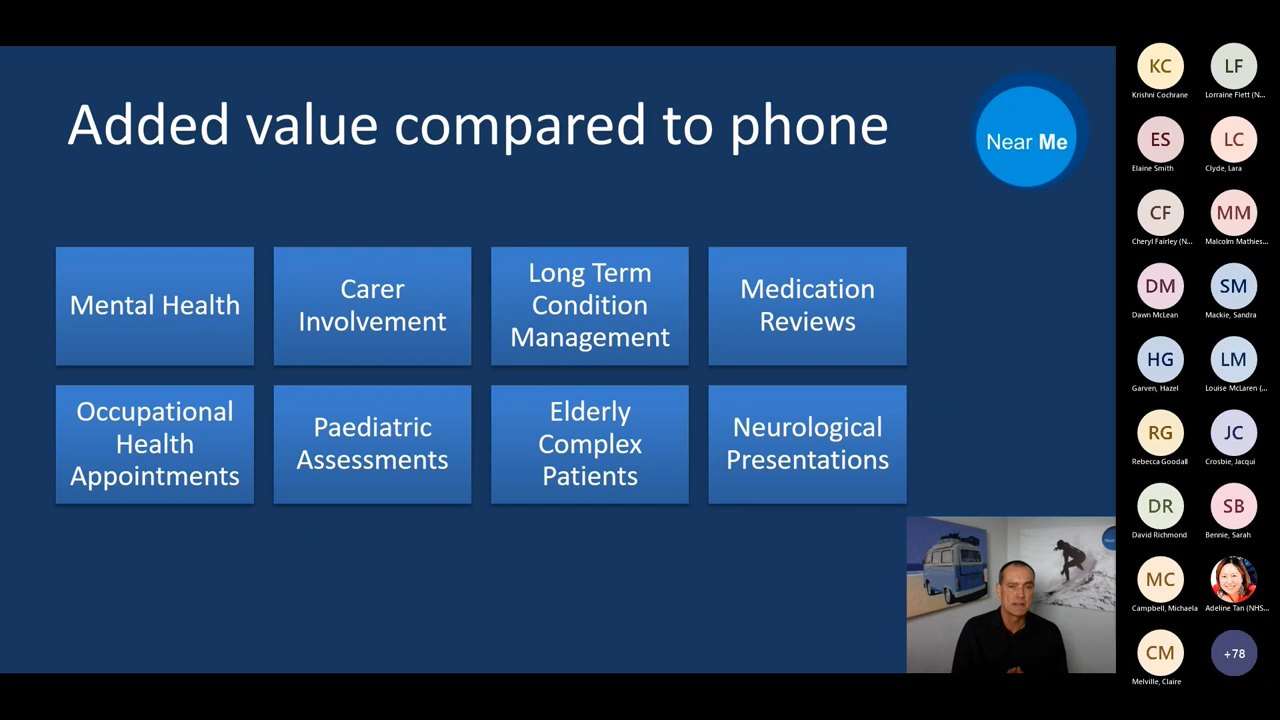 Added value compared to phone
Near Me
Mental Health
Carer
Involvement
Long Term
Condition
Management
Medication
Reviews
Occupational
Health
Appointments
Paediatric
Assessments
Elderly
Complex
Patients
Neurological
Presentations
KC
Krishni Cochrane
LF
Lorraine Flett (N...
ES
Elaine Smith
LC
Clyde, Lara
CF
Cheryl Fairley (N...
MM
Malcolm Mathies...
DM
Dawn McLean
SM
Mackie, Sandra
HG
Garven, Hazel
LM
Louise McLaren (...
RG
Rebecca Goodall
JC
Crosbie, Jacqui
DR
David Richmond
SB
Bennie, Sarah
MC
Campbell, Michaela
Adeline Tan (NHS...
CM
Melville, Claire
+78